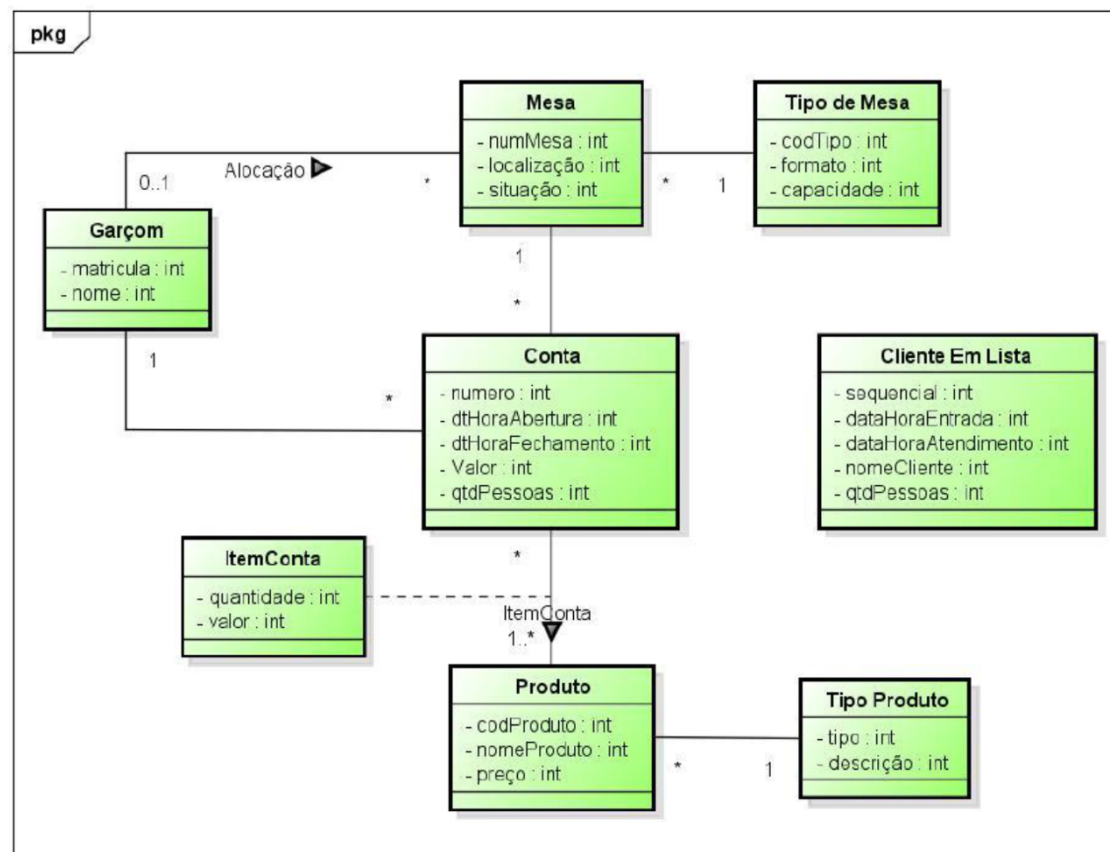 pkg
Mesa
- numMesa : int
- localização : int
- situação : int
Tipo de Mesa
- codTipo : int
- formato : int
- capacidade : int
Alocação
0..1
*
*
1
Garçom
- matricula : int
- nome : int
1
*
1
*
Conta
- numero : int
- dtHoraAbertura : int
- dtHoraFechamento : int
- Valor : int
- qtdPessoas : int
Cliente Em Lista
- sequencial : int
- dataHoraEntrada : int
- dataHoraAtendimento : int
- nomeCliente : int
- qtdPessoas : int
*
ItemConta
- quantidade : int
- valor : int
ItemConta
1..*
Produto
- codProduto : int
- nomeProduto : int
- preço : int
*
1
Tipo Produto
- tipo : int
- descrição : int